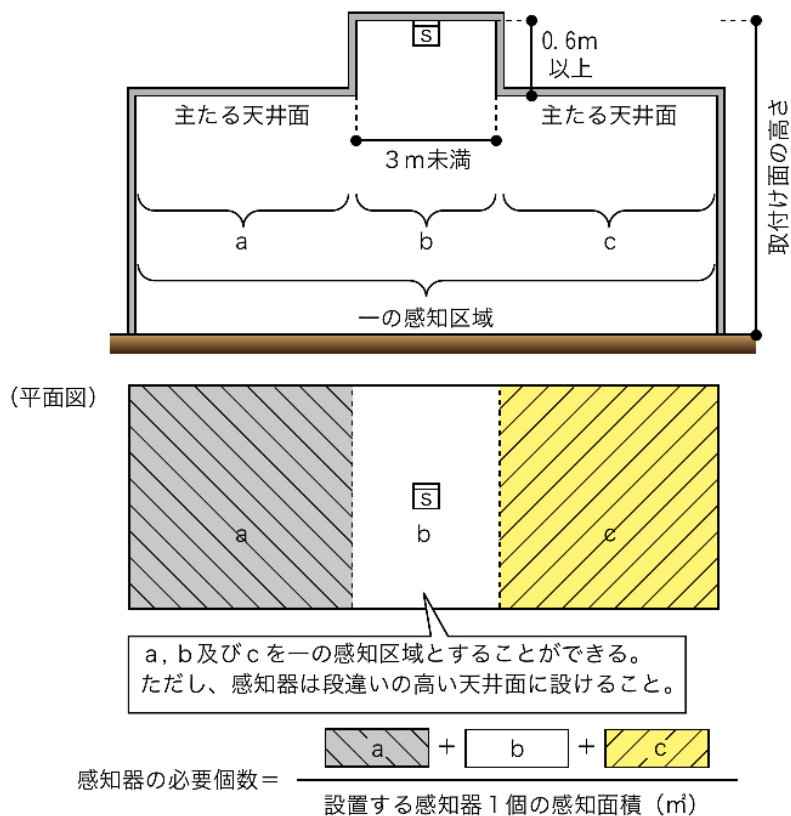 S
0.6m
以上
主たる天井面
主たる天井面
3m未満
取付け面の高さ
a
b
c
一の感知区域
(平面図)
S
a
b
c
a, b及びcを一の感知区域とすることができる。
ただし、感知器は段違いの高い天井面に設けること。
感知器の必要個数=
a + b + c
設置する感知器1個の感知面積(㎡)